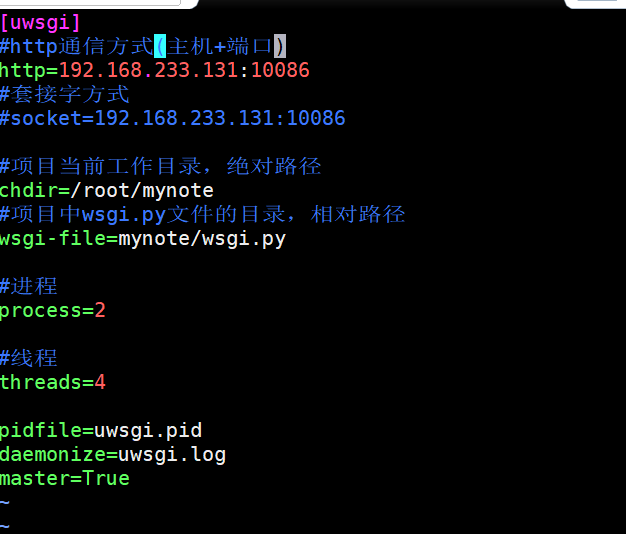 [uwsgi]
#http通信方式(主机+端口)
http=192.168.233.131:10086
#套接字方式
#socket=192.168.233.131:10086
#项目当前工作目录，绝对路径
chdir=/root/mynote
#项目中wsgi.py文件的目录，相对路径
wsgi-file=mynote/wsgi.py
#进程
process=2
#线程
threads=4
pidfile=uwsgi.pid
daemonize=uwsgi.log
master=True
~
~